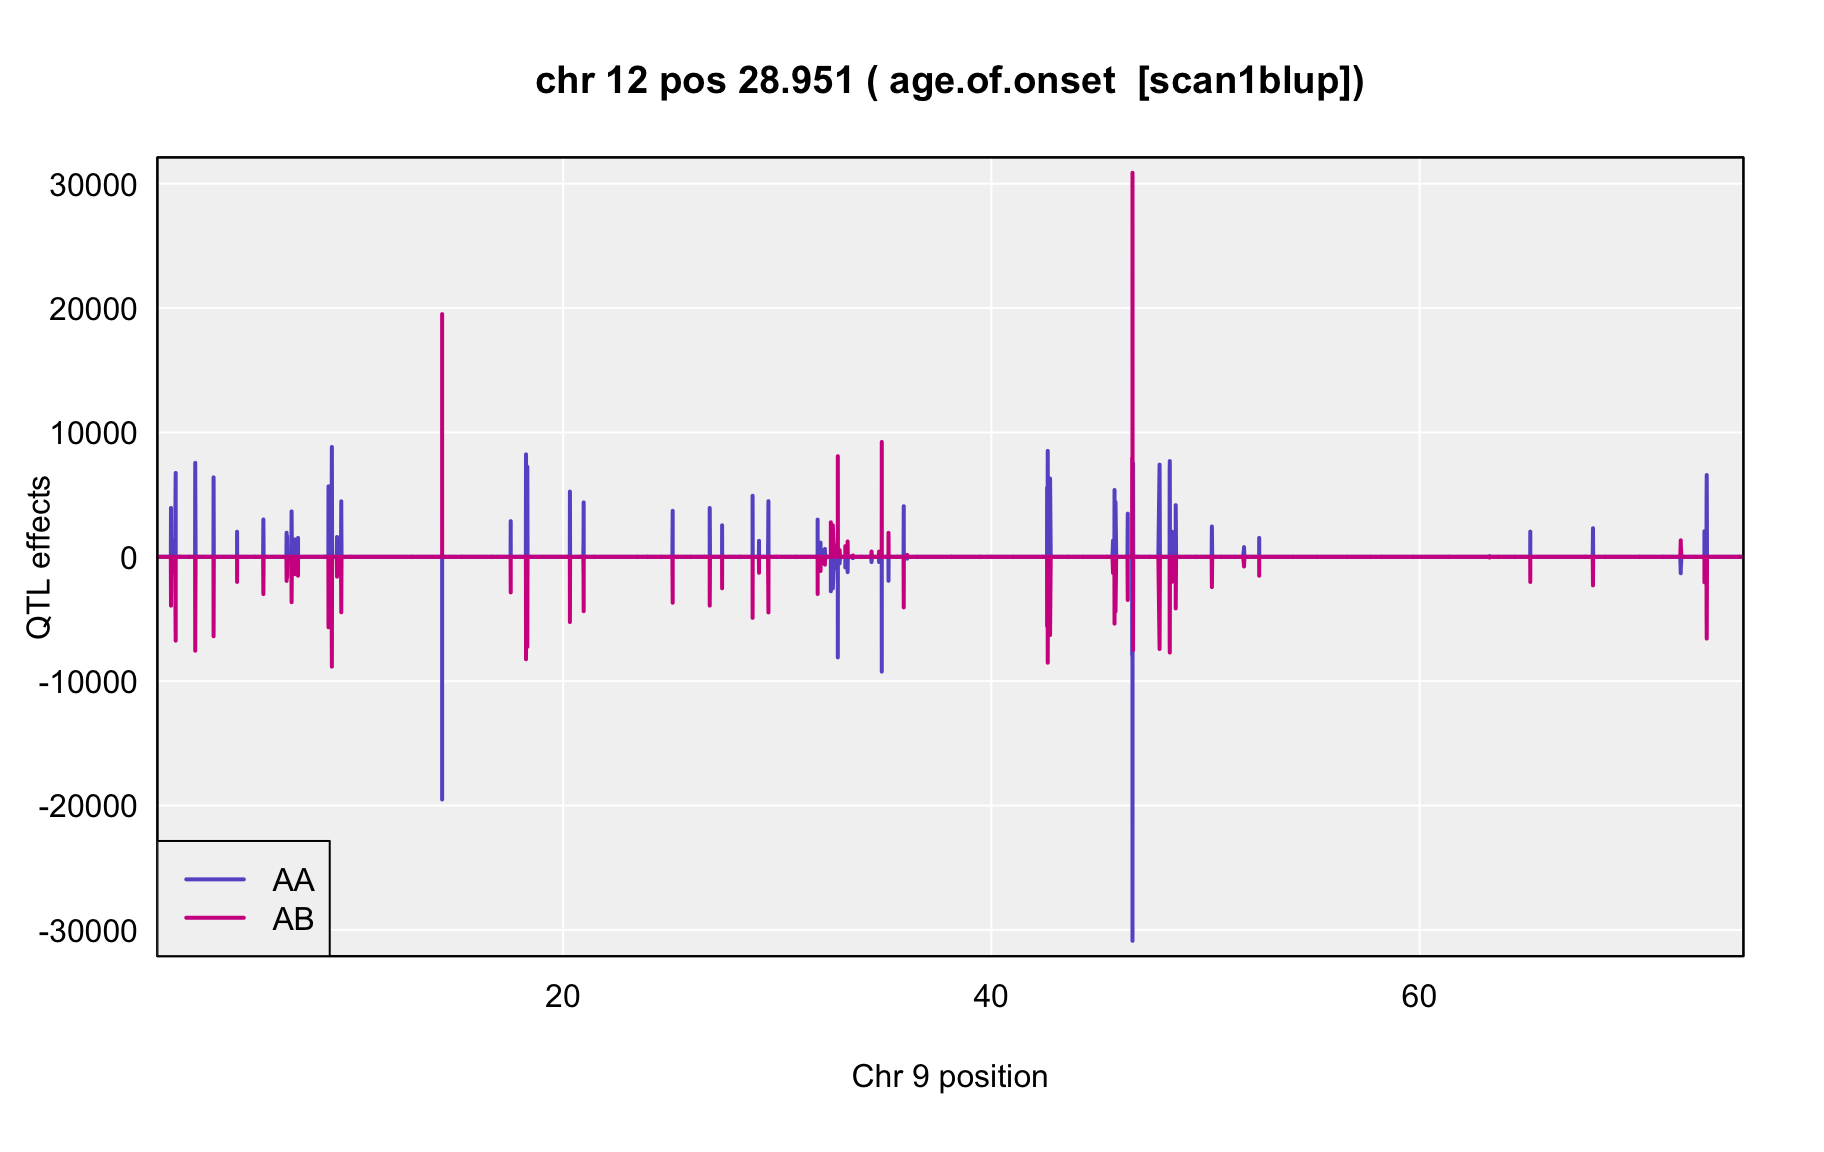 chr 12 pos 28.951 ( age.of.onset  [scan1blup])
QTL effects
30000
20000
10000
0
-10000
-20000
-30000
AA
AB
20
40
60
Chr 9 position